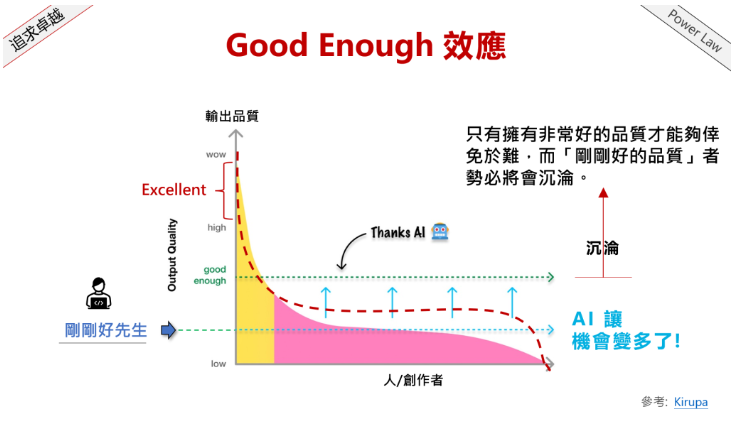 追求卓越
Power Law
Good Enough 效應
輸出品質
wow
Excellent
high
Output Quality
good
enough
low
Thanks AI
只有擁有非常好的品質才能夠倖
免於難，而「剛剛好的品質」者
勢必將會沉淪。
沉淪
</>
剛剛好先生
AI 讓
機會變多了!
人/創作者
參考: Kirupa